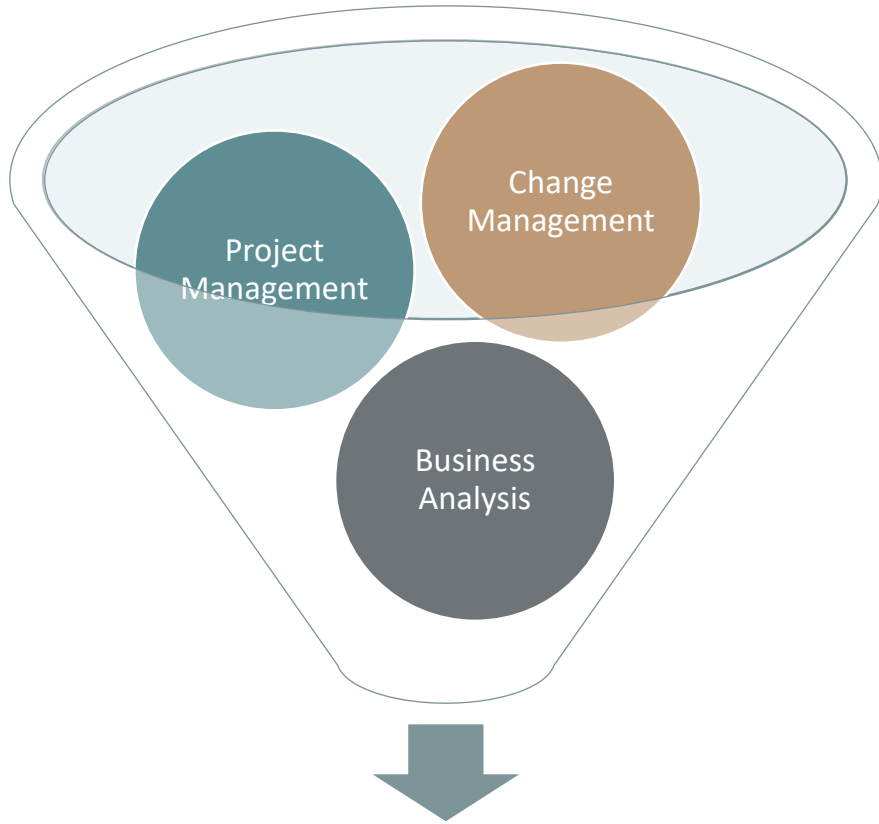 Change
Management
Project
Management
Business
Analysis